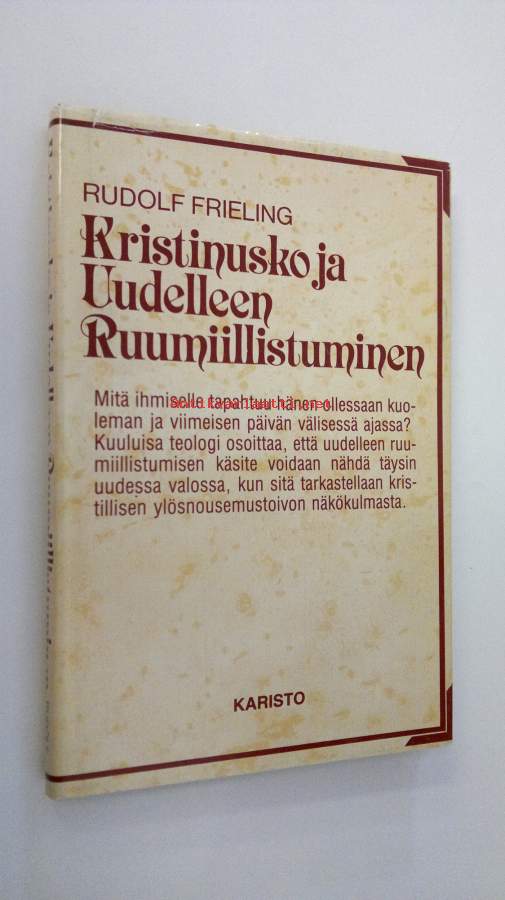 RUDOLF FRIELING
Kristinusko ja
Uudelleen
Ruumiillistuminen
Mitä ihmiselle tapahtuu hänen ollessaan kuo-
leman ja viimeisen päivän välisessä ajassa?
Kuuluisa teologi osoittaa, että uudelleen ruu-
miillistumisen käsite voidaan nähdä täysin
uudessa valossa, kun sitä tarkastellaan kris-
tillisen ylösnousemustoivon näkökulmasta.
KARISTO